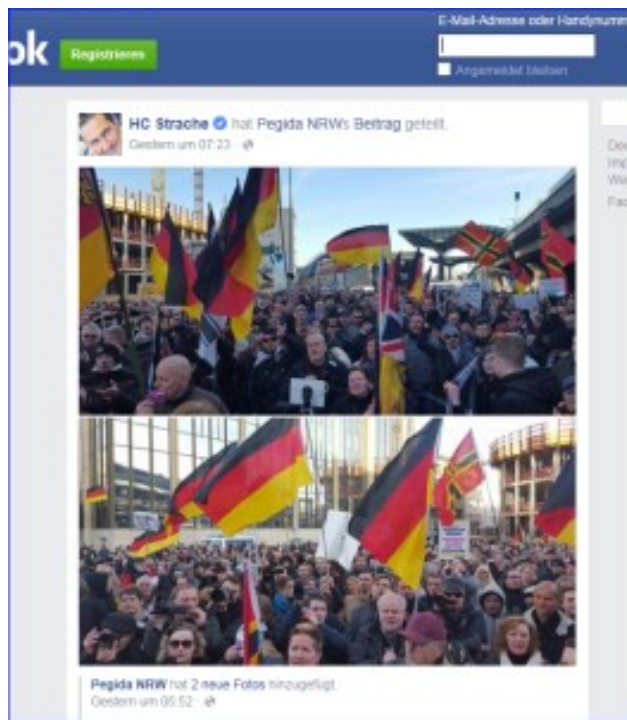 E-Mail-Adresse oder Handynumm
ok
Registrieren
Angemeldet bleiben
HC Strache hat Pegida NRWs Beitrag geteilt.
Gestern um 07:23
Pegida NRW hat 2 neue Fotos hinzugefügt.
Gestern um 05:52